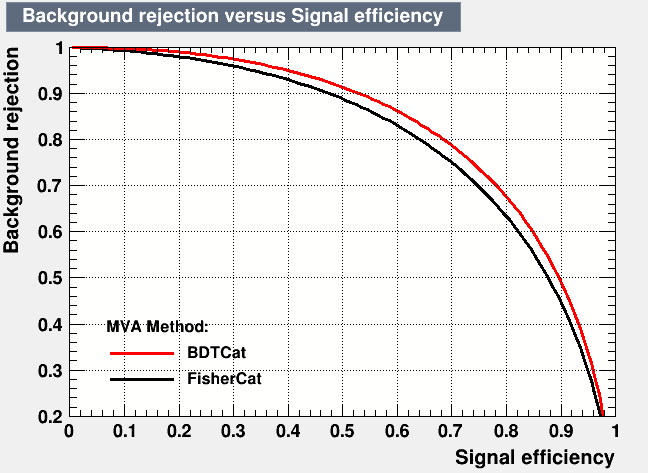 Background rejection versus Signal efficiency
Background rejection
1
0.9
0.8
0.7
0.6
0.5
0.4
0.3
0.2
MVA Method:
BDTCat
FisherCat
0 0.1 0.2 0.3 0.4 0.5 0.6 0.7 0.8 0.9 1
Signal efficiency